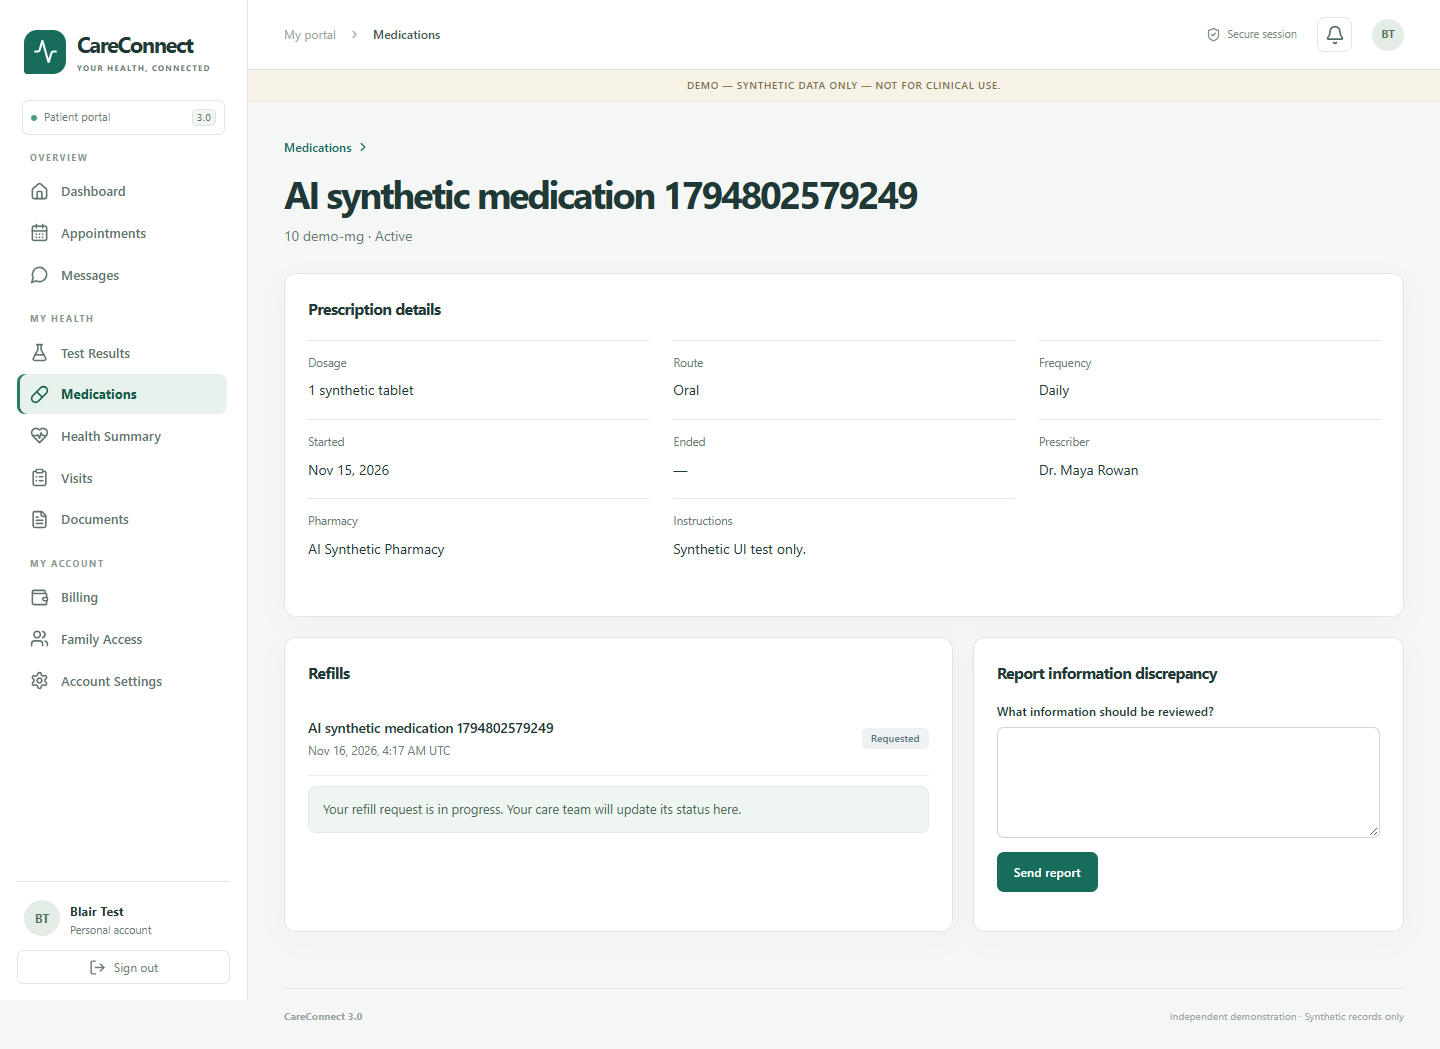 CareConnect
YOUR HEALTH, CONNECTED
Patient portal 3.0
OVERVIEW
Dashboard
Appointments
Messages
MY HEALTH
Test Results
Medications
Health Summary
Visits
Documents
MY ACCOUNT
Billing
Family Access
Account Settings
BT
Blair Test
Personal account
Sign out
My portal > Medications
Secure session
BT
DEMO — SYNTHETIC DATA ONLY — NOT FOR CLINICAL USE.
Medications >
AI synthetic medication 1794802579249
10 demo-mg · Active
Prescription details
Dosage
1 synthetic tablet
Route
Oral
Frequency
Daily
Started
Nov 15, 2026
Ended
—
Prescriber
Dr. Maya Rowan
Pharmacy
AI Synthetic Pharmacy
Instructions
Synthetic UI test only.
Refills
AI synthetic medication 1794802579249
Nov 16, 2026, 4:17 AM UTC
Requested
Your refill request is in progress. Your care team will update its status here.
Report information discrepancy
What information should be reviewed?
Send report
CareConnect 3.0
Independent demonstration · Synthetic records only